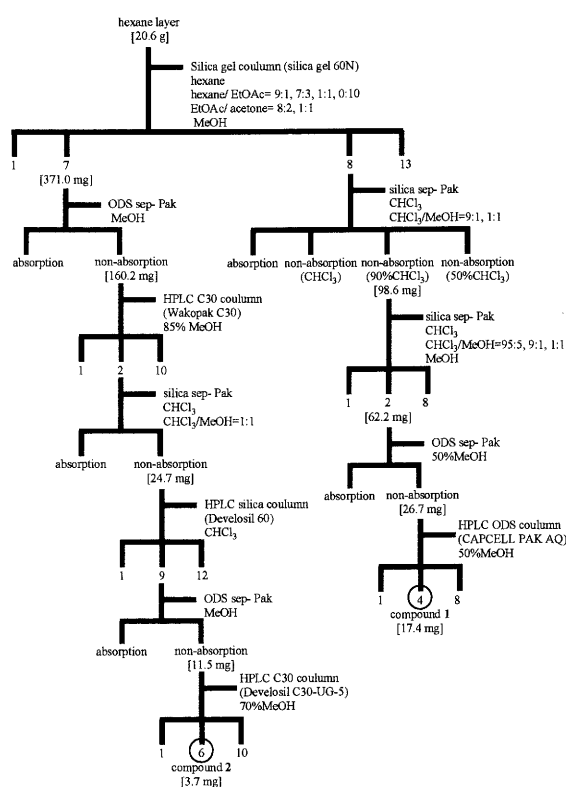 hexane layer
[20.6 g]
Silica gel coulumn (silica gel 60N)
hexane
hexane/ EtOAc= 9:1, 7:3, 1:1, 0:10
EtOAc/ acetone= 8:2, 1:1
MeOH
1
7
8
13
[371.0 mg]
ODS sep- Pak
MeOH
absorption
non-absorption
[160.2 mg]
HPLC C30 coulumn
(Wakopak C30)
85% MeOH
1
2
10
silica sep- Pak
CHCl3
CHCl3/MeOH=1:1
absorption
non-absorption
[24.7 mg]
HPLC silica coulumn
(Develosil 60)
CHCl3
1
9
12
ODS sep- Pak
MeOH
absorption
non-absorption
[11.5 mg]
HPLC C30 coulumn
(Develosil C30-UG-5)
70%MeOH
1
6
10
compound 2
[3.7 mg]
silica sep- Pak
CHCl3
CHCl3/MeOH=9:1, 1:1
absorption
non-absorption
(CHCl3)
non-absorption
(90%CHCl3)
non-absorption
(50%CHCl3)
[98.6 mg]
silica sep- Pak
CHCl3
CHCl3/MeOH=95:5, 9:1, 1:1
MeOH
1
2
8
[62.2 mg]
ODS sep- Pak
50%MeOH
absorption
non-absorption
[26.7 mg]
HPLC ODS coulumn
(CAPCELL PAK AQ)
50%MeOH
1
4
8
compound 1
[17.4 mg]